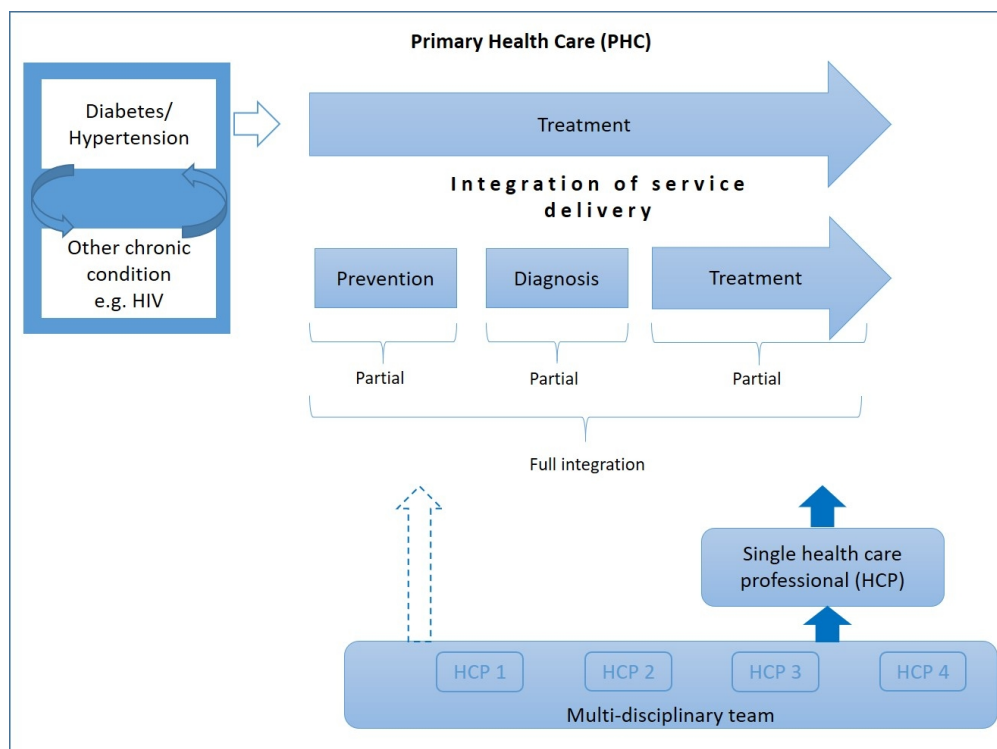 Primary Health Care (PHC)
Diabetes/
Hypertension
Treatment
Integration of service
delivery
Other chronic
condition
e.g. HIV
Prevention
Diagnosis
Treatment
Partial
Partial
Partial
Full integration
Single health care
professional (HCP)
HCP 1
HCP 2
HCP 3
HCP 4
Multi-disciplinary team